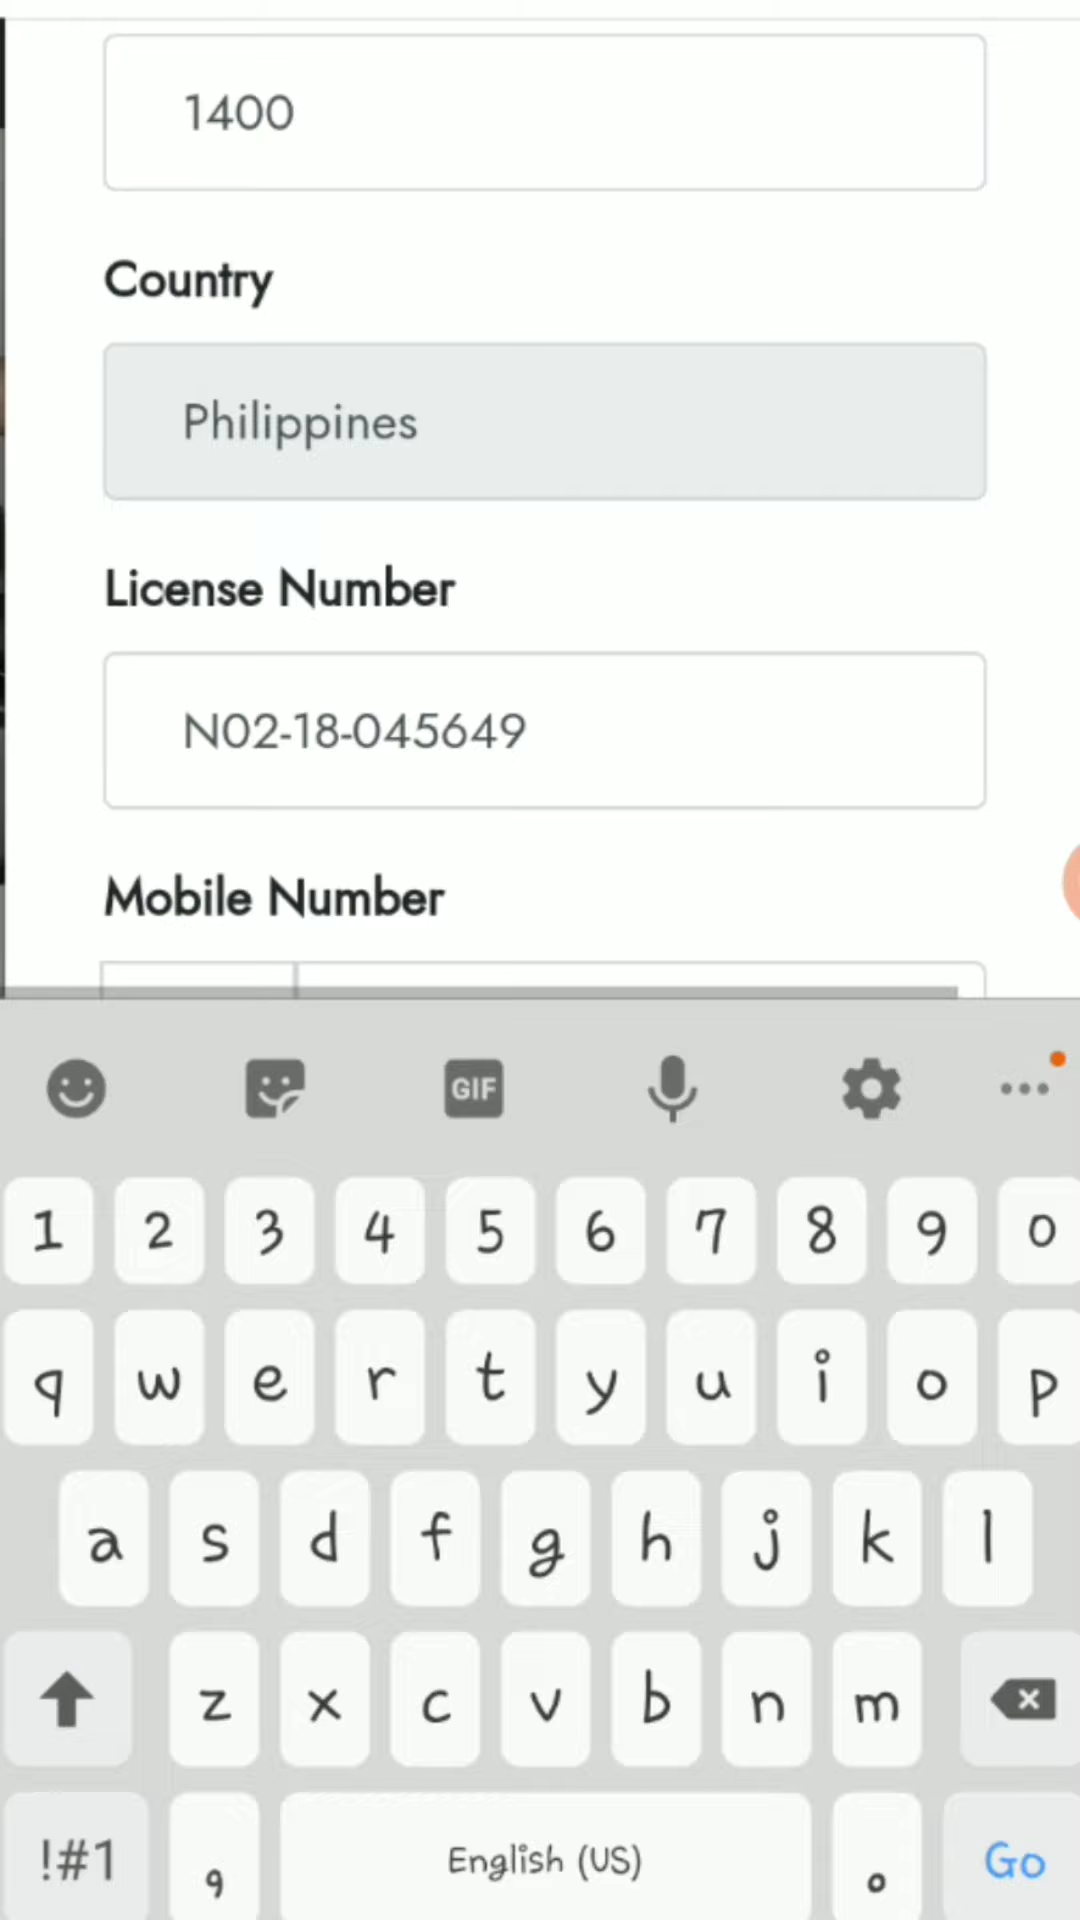 1400
Country
Philippines
License Number
N02-18-045649
Mobile Number
GIF
1 2 3 4 5 6 7 8 9 0
q w e r t y u i o p
a s d f g h j k l
z x c v b n m
!#1 , English (US) . Go